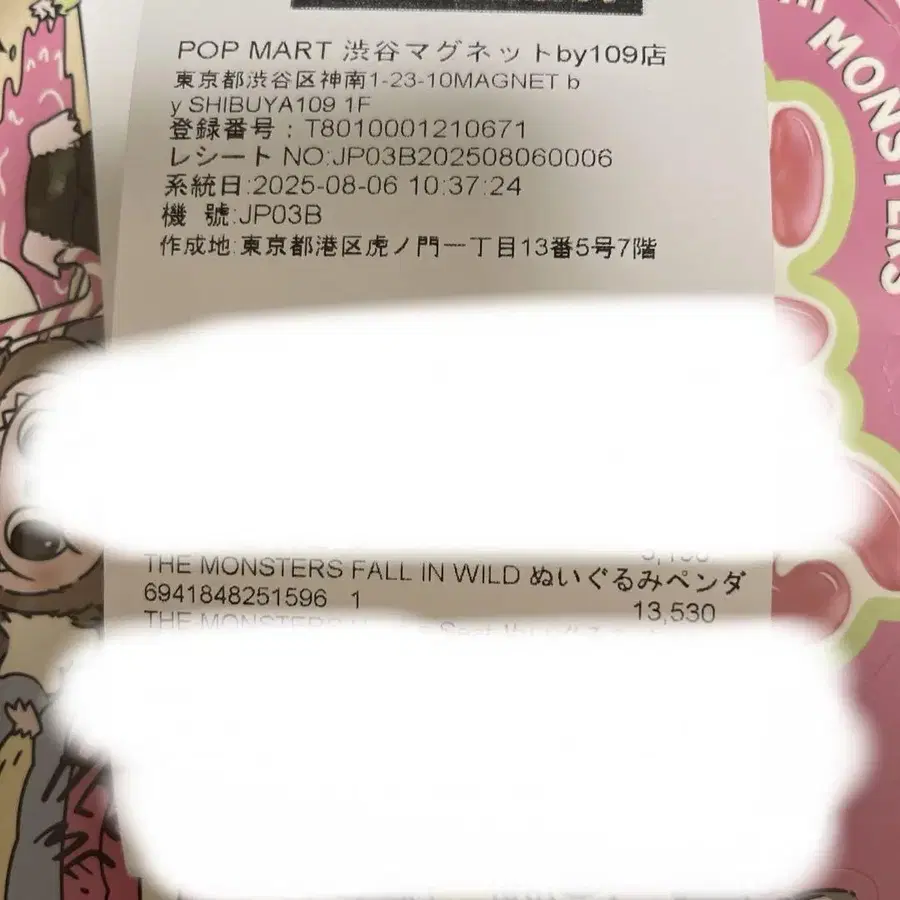 POP MART 渋谷マグネットby109店
東京都渋谷区神南1-23-10MAGNET b
y SHIBUYA109 1F
登録番号：T8010001210671
レシート NO:JP03B202508060006
系統日:2025-08-06 10:37:24
機 號:JP03B
作成地:東京都港区虎ノ門一丁目13番5号7階
THE MONSTERS FALL IN WILD ぬいぐるみペンダ
6941848251596 1
13,530
THE MONSTERS
MONSTERS